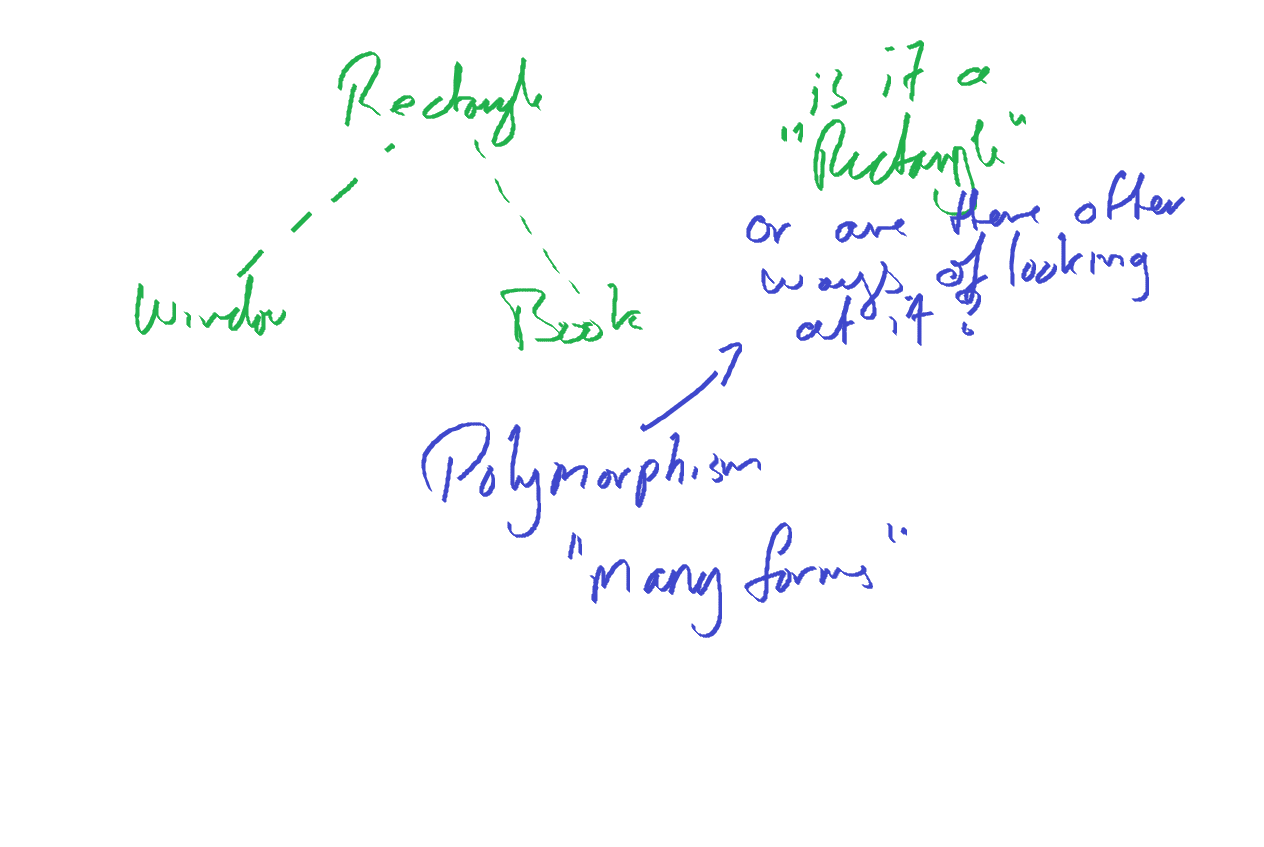 Rectangle
Window
Book
is it a
"Rectangle"
or are there other
ways of looking
at it?
Polymorphism
"many forms"